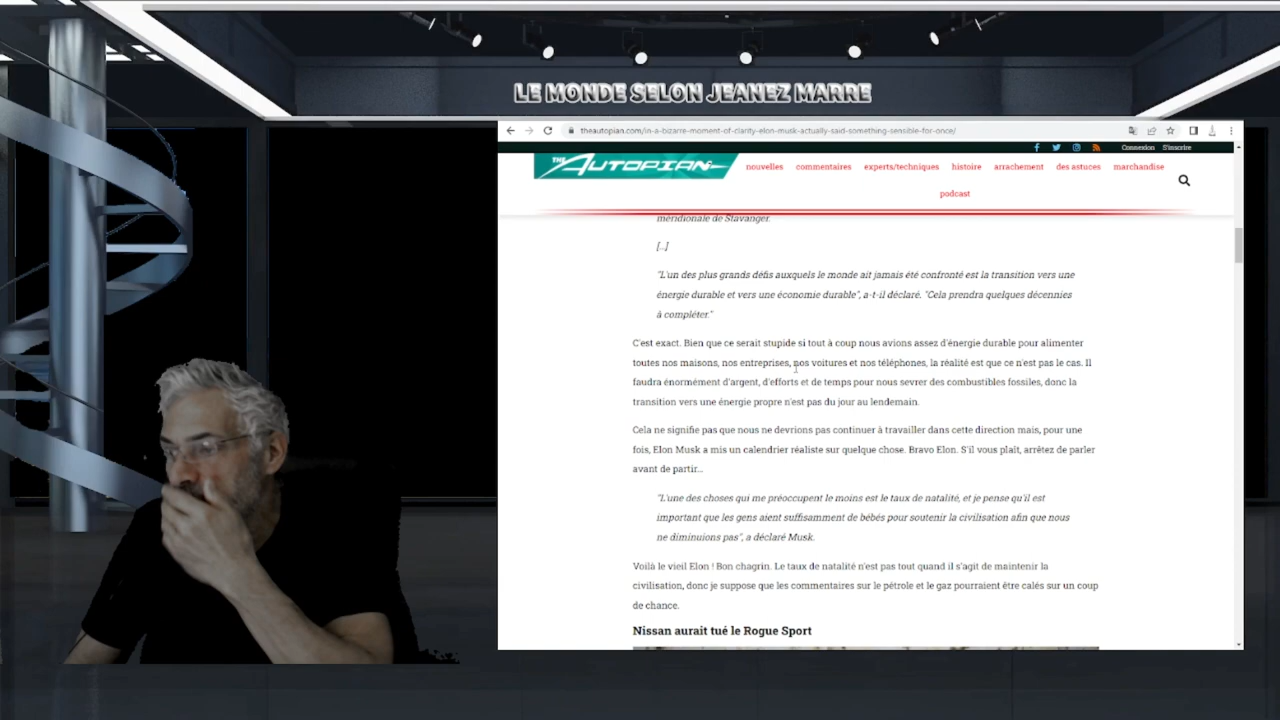 LE MONDE SELON JEANEZ MARRE
theautopian.com/in-a-bizarre-moment-of-clarity-elon-musk-actually-said-something-sensible-for-once/
Connexion S'inscrire
THE AUTOPIAN
nouvelles commentaires experts/techniques histoire arrachement des astuces marchandise
podcast
méridionale de Stavanger.
[...]
"L'un des plus grands défis auxquels le monde ait jamais été confronté est la transition vers une
énergie durable et vers une économie durable", a-t-il déclaré. "Cela prendra quelques décennies
à compléter."
C'est exact. Bien que ce serait stupide si tout à coup nous avions assez d'énergie durable pour alimenter
toutes nos maisons, nos entreprises, nos voitures et nos téléphones, la réalité est que ce n'est pas le cas. Il
faudra énormément d'argent, d'efforts et de temps pour nous sevrer des combustibles fossiles, donc la
transition vers une énergie propre n'est pas du jour au lendemain.
Cela ne signifie pas que nous ne devrions pas continuer à travailler dans cette direction mais, pour une
fois, Elon Musk a mis un calendrier réaliste sur quelque chose. Bravo Elon. S'il vous plaît, arrêtez de parler
avant de partir...
"L'une des choses qui me préoccupent le moins est le taux de natalité, et je pense qu'il est
important que les gens aient suffisamment de bébés pour soutenir la civilisation afin que nous
ne diminuions pas", a déclaré Musk.
Voilà le vieil Elon ! Bon chagrin. Le taux de natalité n'est pas tout quand il s'agit de maintenir la
civilisation, donc je suppose que les commentaires sur le pétrole et le gaz pourraient être calés sur un coup
de chance.
Nissan aurait tué le Rogue Sport